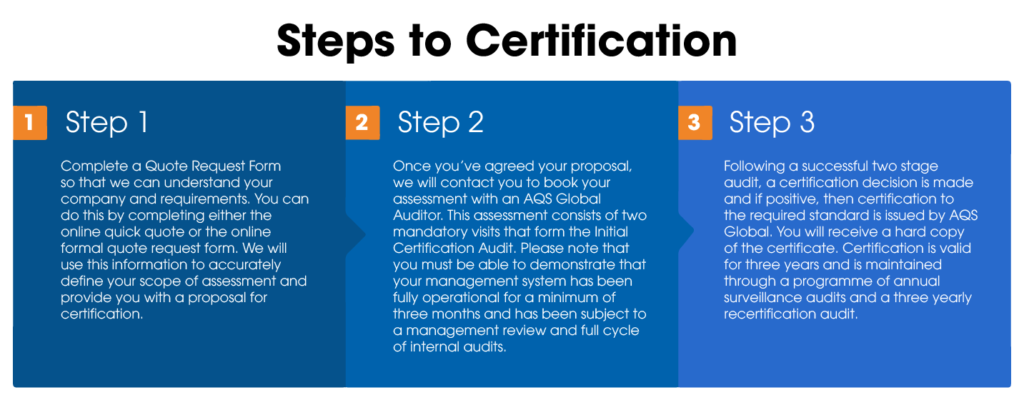 Steps to Certification
1 Step 1
Complete a Quote Request Form
so that we can understand your
company and requirements. You can
do this by completing either the
online quick quote or the online
formal quote request form. We will
use this information to accurately
define your scope of assessment and
provide you with a proposal for
certification.
2 Step 2
Once you’ve agreed your proposal,
we will contact you to book your
assessment with an AQS Global
Auditor. This assessment consists of two
mandatory visits that form the Initial
Certification Audit. Please note that
you must be able to demonstrate that
your management system has been
fully operational for a minimum of
three months and has been subject to
a management review and full cycle
of internal audits.
3 Step 3
Following a successful two stage
audit, a certification decision is made
and if positive, then certification to
the required standard is issued by AQS
Global. You will receive a hard copy
of the certificate. Certification is valid
for three years and is maintained
through a programme of annual
surveillance audits and a three yearly
recertification audit.